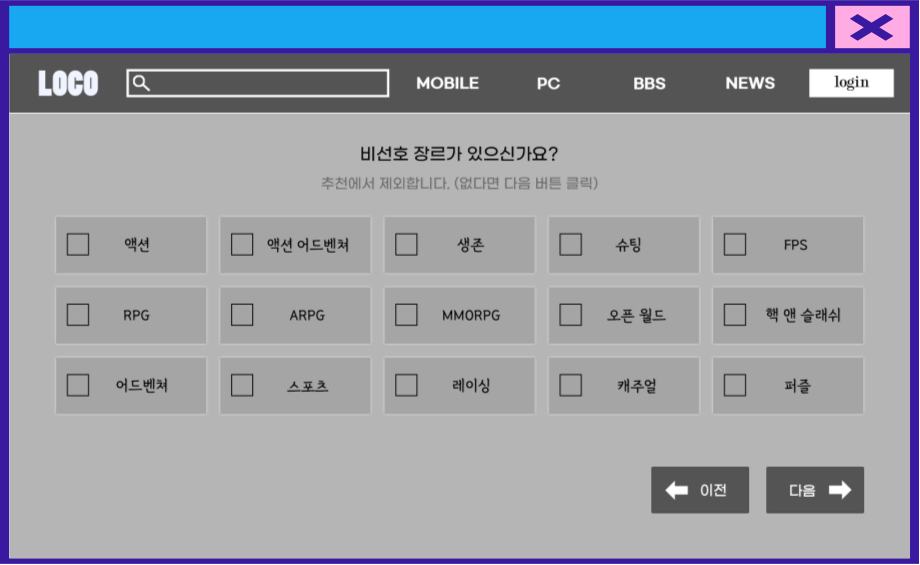 LOCO
MOBILE PC BBS NEWS login
비선호 장르가 있으신가요?
추천에서 제외합니다. (없다면 다음 버튼 클릭)
액션 액션 어드벤쳐 생존 슈팅 FPS
RPG ARPG MMORPG 오픈 월드 핵 앤 슬래쉬
어드벤쳐 스포츠 레이싱 캐주얼 퍼즐
이전 다음